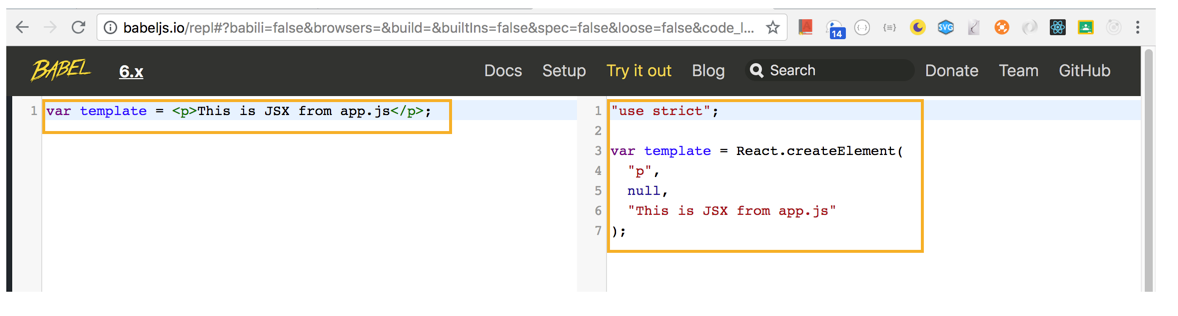 babeljs.io/repl#?babili=false&browsers=&build=&builtIns=false&spec=false&loose=false&code_l...
14
SVG
BABEL 6.x Docs Setup Try it out Blog Search Donate Team GitHub
1 var template = <p>This is JSX from app.js</p>;
1 "use strict";
2
3 var template = React.createElement(
4 "p",
5 null,
6 "This is JSX from app.js"
7 );